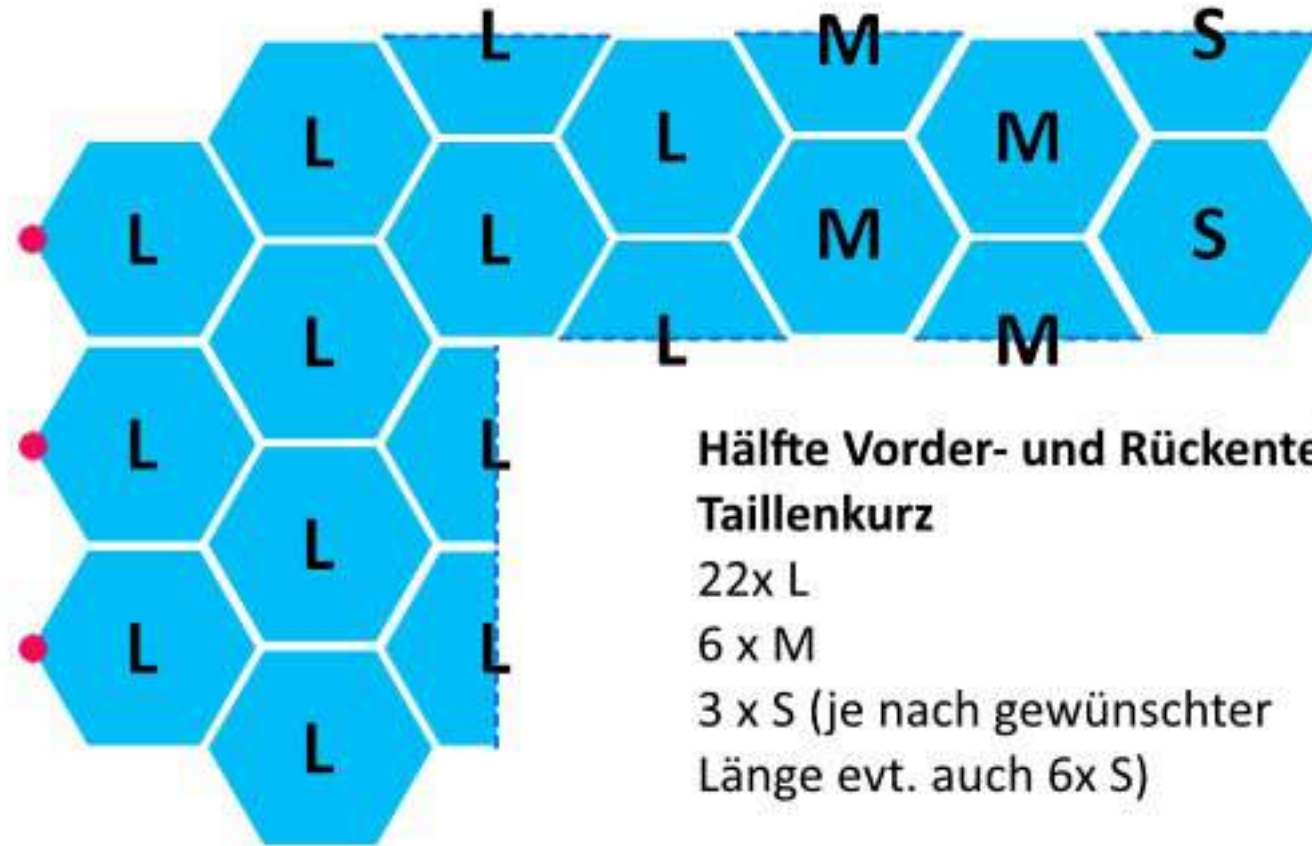 L M S
L L M
L L M S
L L M
L L
L
L L
L
Hälfte Vorder- und Rückente
Taillenkurz
22x L
6 x M
3 x S (je nach gewünschter
Länge evt. auch 6x S)